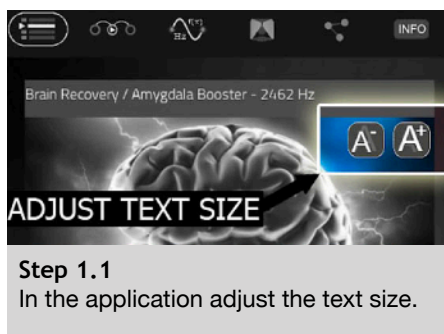 f(Y)
Hz
INFO
Brain Recovery / Amygdala Booster - 2462 Hz
A- A+
ADJUST TEXT SIZE
Step 1.1
In the application adjust the text size.